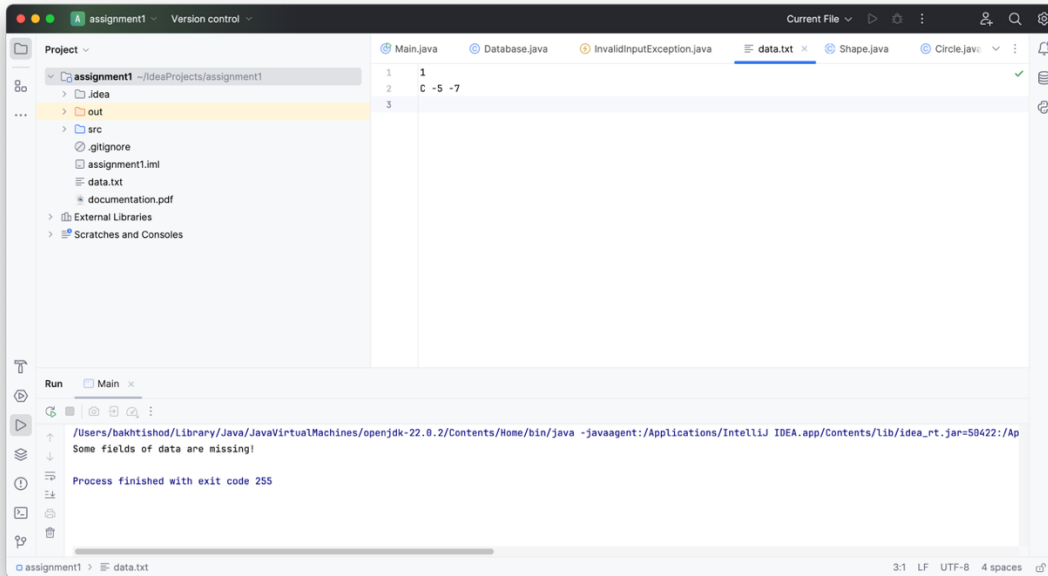 A assignment1 Version control Current File
Project
Main.java Database.java InvalidInputException.java data.txt Shape.java Circle.java
assignment1 ~/IdeaProjects/assignment1
.idea
out
src
.gitignore
assignment1.iml
data.txt
documentation.pdf
External Libraries
Scratches and Consoles
1 1
2 C -5 -7
3
Run Main
/Users/bakhtishod/Library/Java/JavaVirtualMachines/openjdk-22.0.2/Contents/Home/bin/java -javaagent:/Applications/IntelliJ IDEA.app/Contents/lib/idea_rt.jar=50422:/Ap
Some fields of data are missing!
Process finished with exit code 255
assignment1 > data.txt 3:1 LF UTF-8 4 spaces